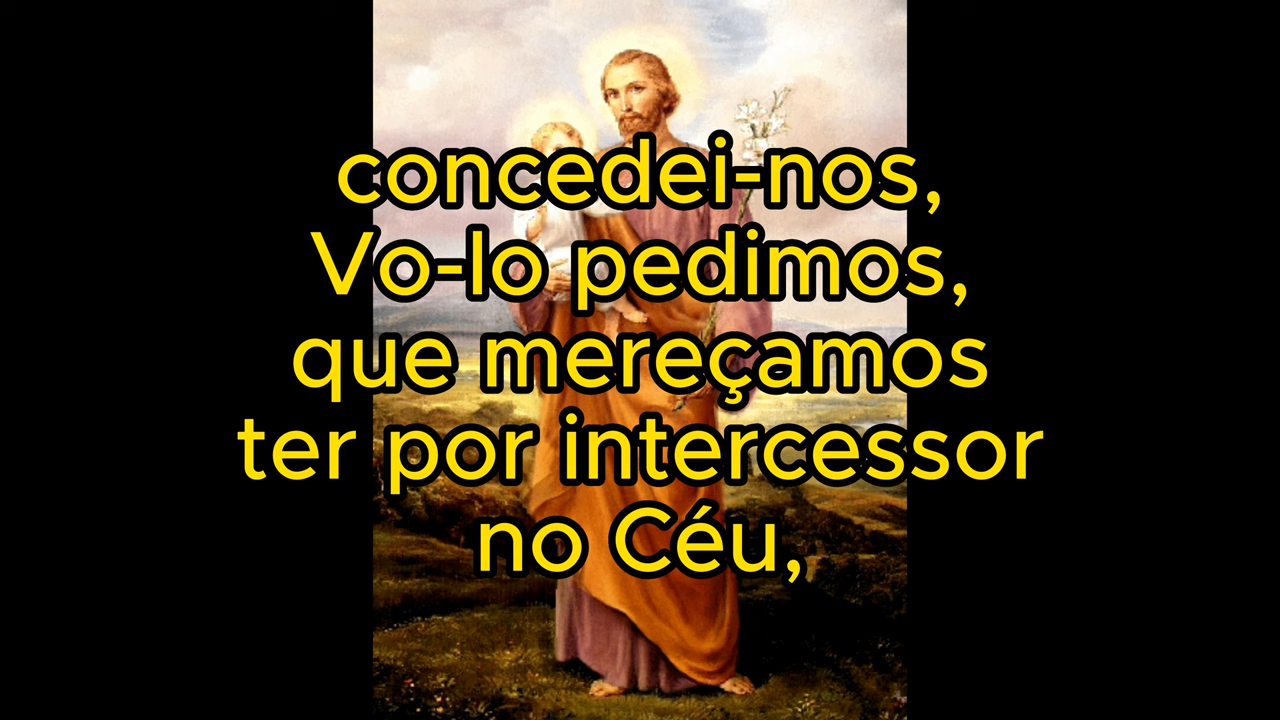 concedei-nos,
Vo-lo pedimos,
que mereçamos
ter por intercessor
no Céu,